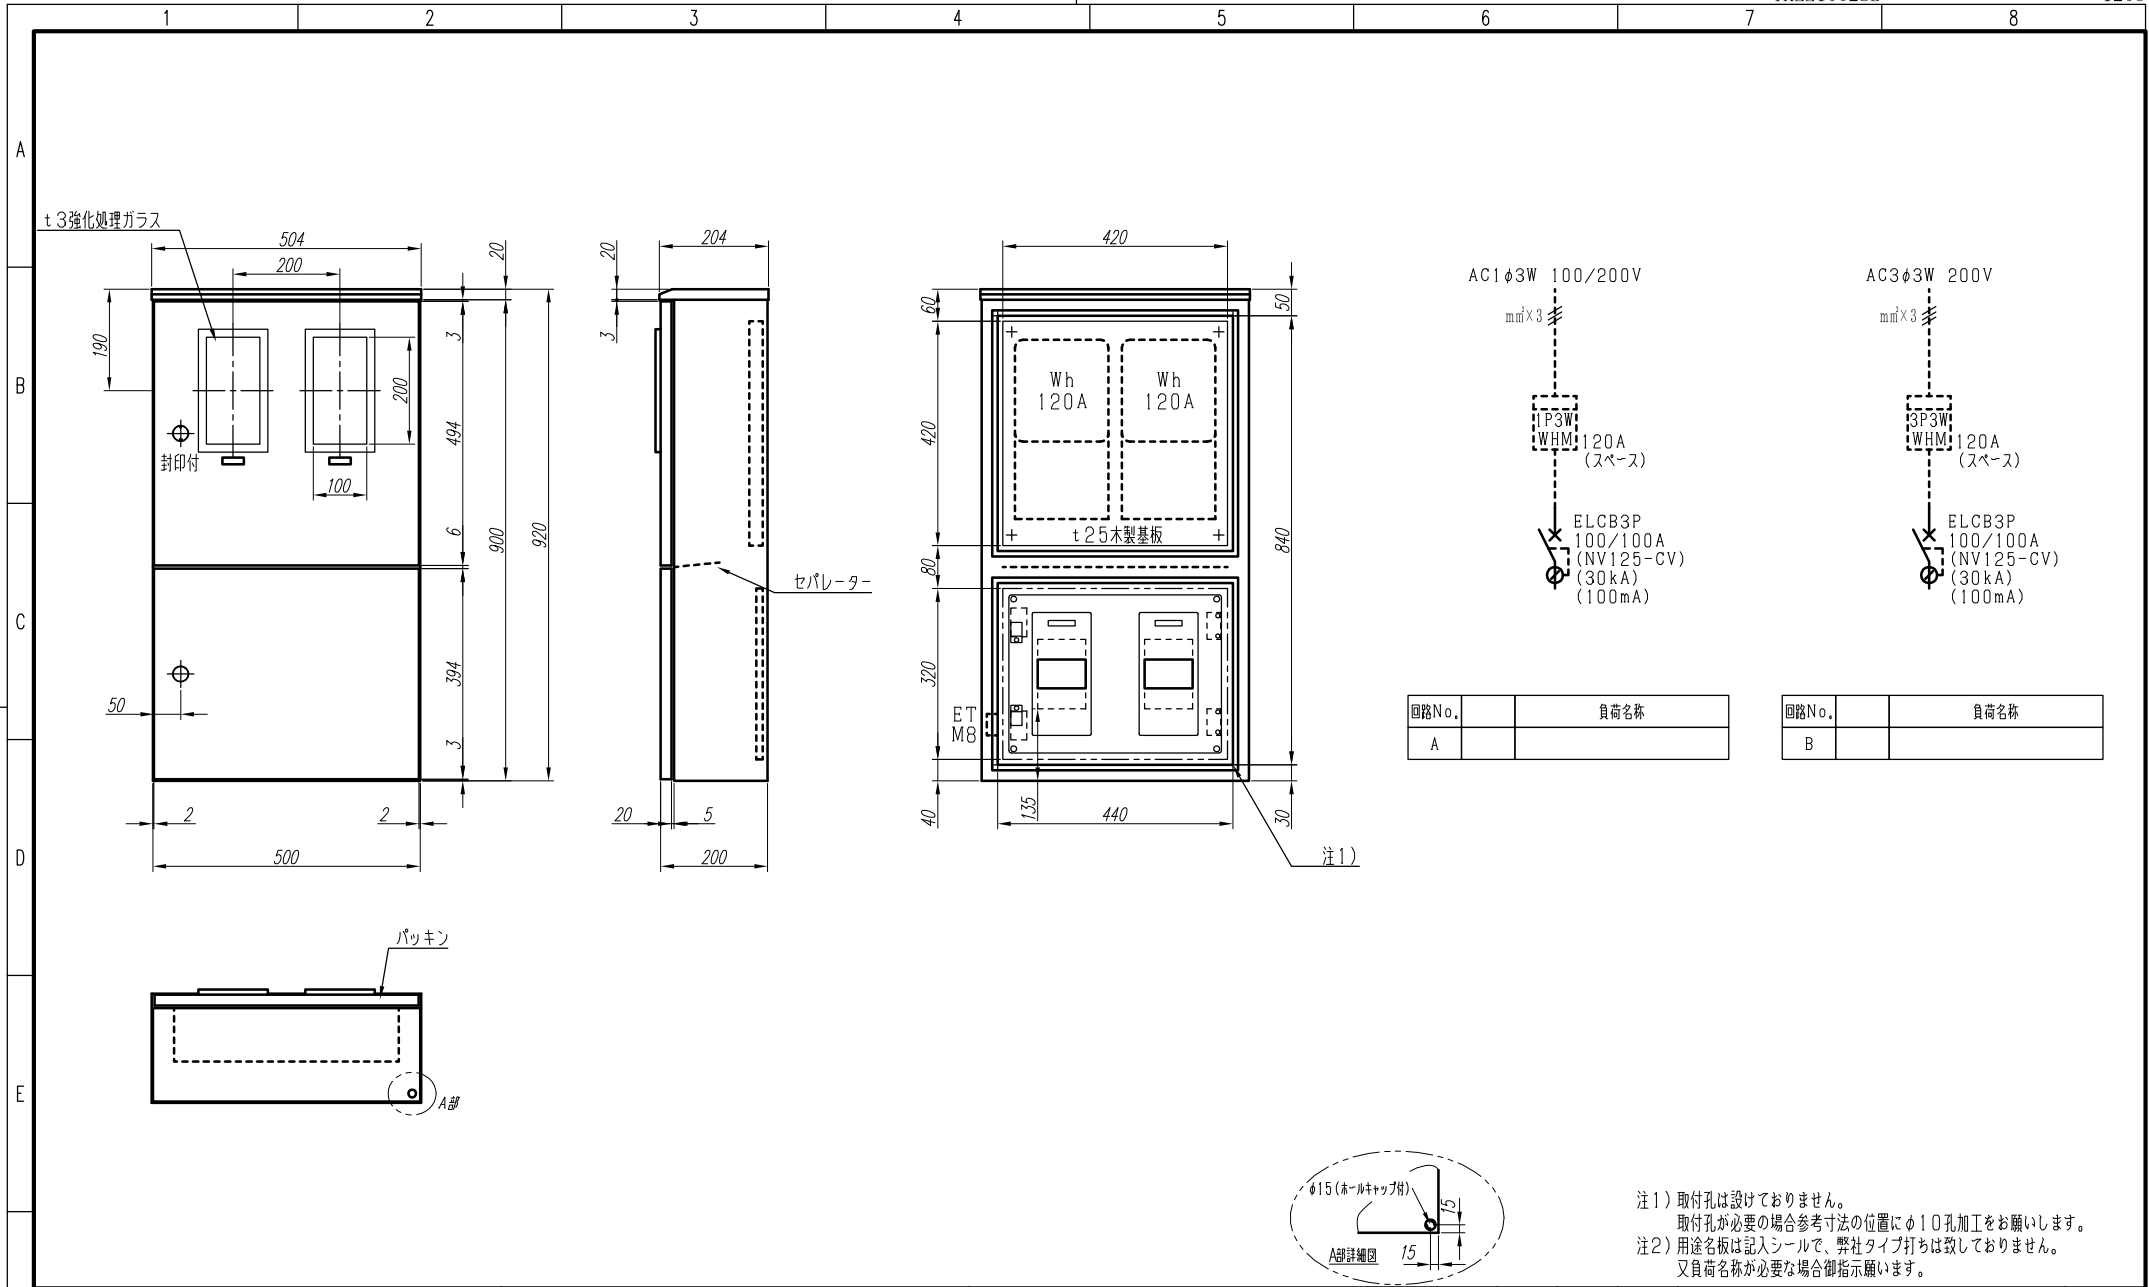 1 2 3 4 5 6 7 8
A
B
C
D
E
t3強化処理ガラス
504
200
20
190
3
200
494
封印付
100
6
900
920
50
394
3
2
2
500
20
204
3
セパレーター
20
5
200
420
60
50
Wh
120A
Wh
120A
420
t25木製基板
840
80
320
ET
M8
135
40
440
30
注1)
AC1φ3W 100/200V
mm²×3
1P3W
WHM
120A
(スペース)
ELCB3P
100/100A
(NV125-CV)
(30kA)
(100mA)
AC3φ3W 200V
mm²×3
3P3W
WHM
120A
(スペース)
ELCB3P
100/100A
(NV125-CV)
(30kA)
(100mA)
回路No. 負荷名称
A
回路No. 負荷名称
B
パッキン
A部
φ15(ホールキャップ付)
15
15
A部詳細図
注1)取付孔は設けておりません。
取付孔が必要の場合参考寸法の位置にφ10孔加工をお願いします。
注2)用途名板は記入シールで、弊社タイプ打ちは致しておりません。
又負荷名称が必要な場合御指示願います。